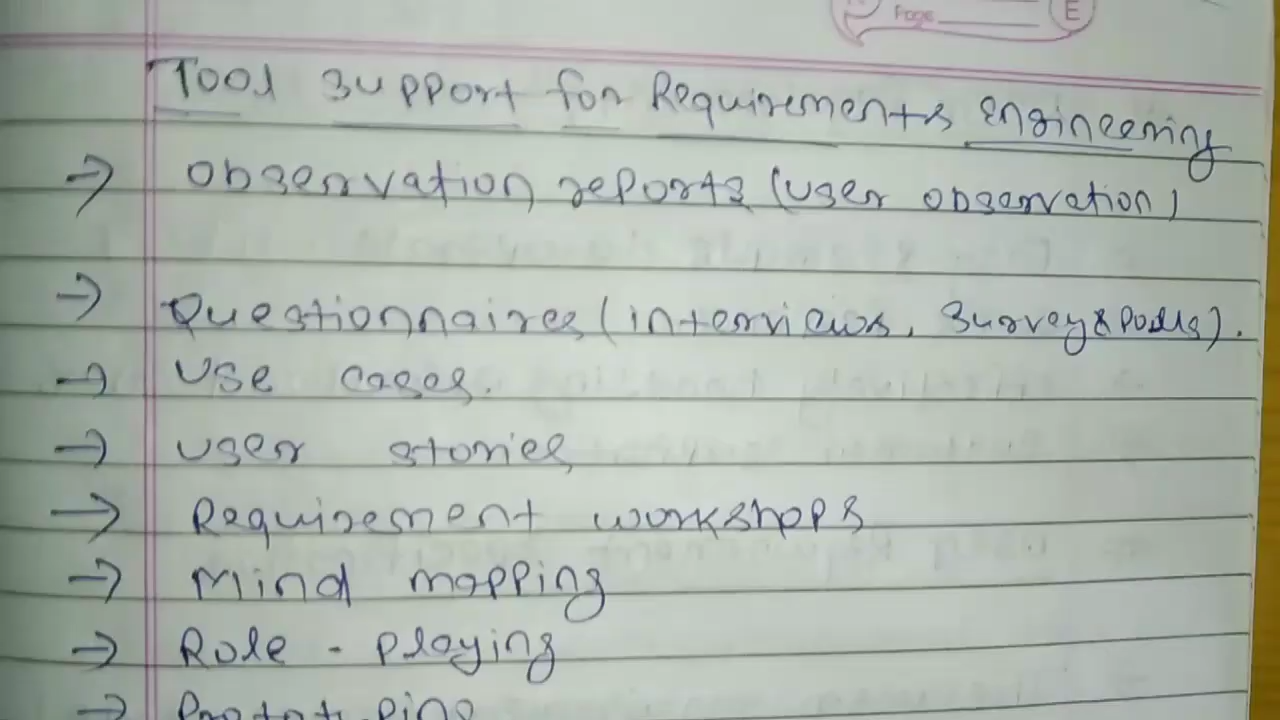 Page
E
Tool Support for Requirements Engineering
→ Observation reports (user observation)
→ Questionnaires (interviews, Survey & Polls).
→ Use cases.
→ User stories
→ Requirement workshops
→ Mind mapping
→ Role - playing
→ Prototyping